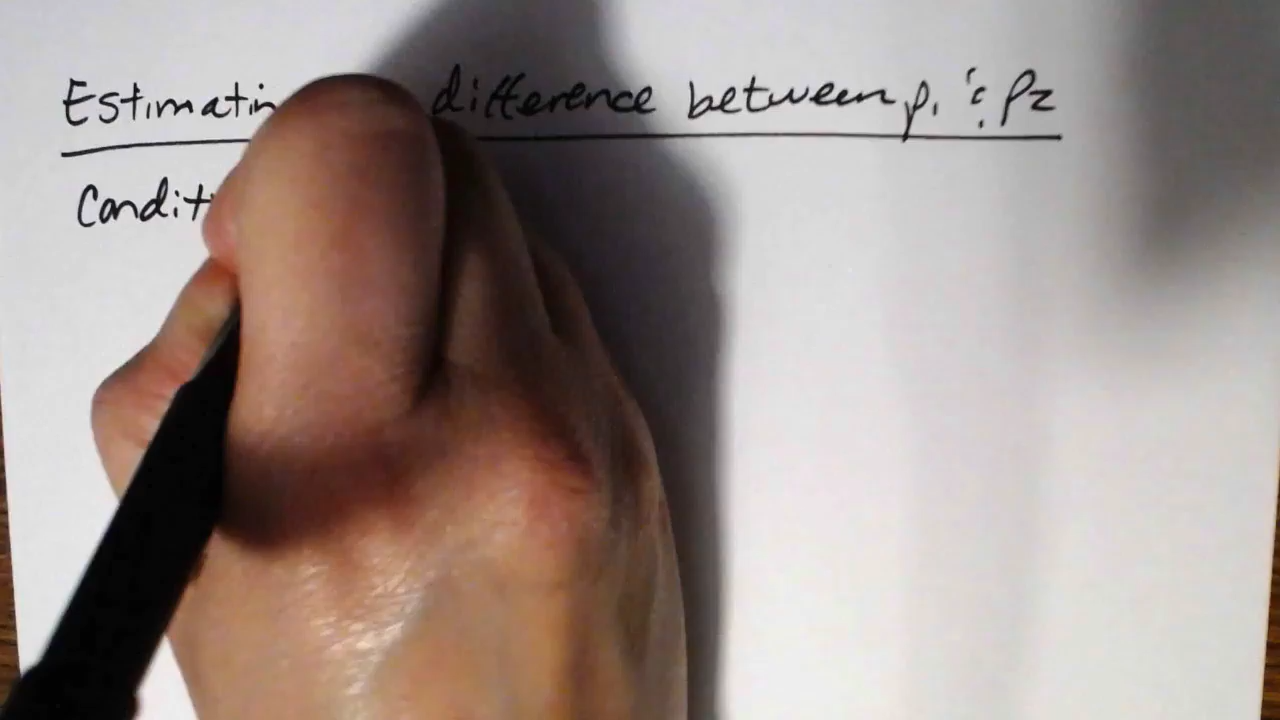 Estimatin difference between p₁ & p₂
Condit